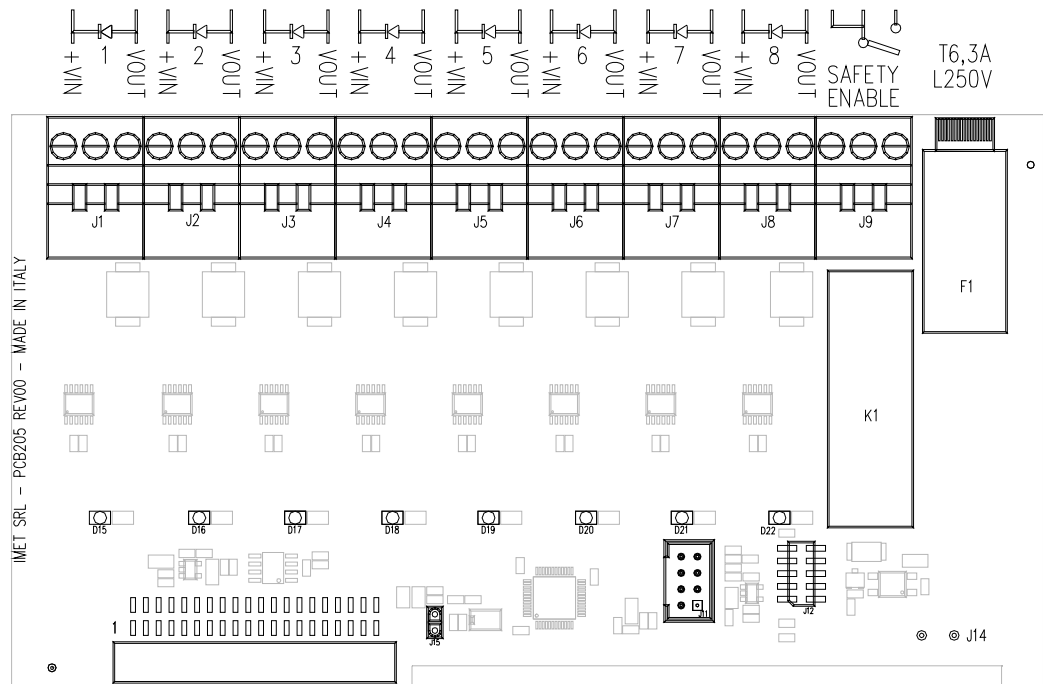 1 2 3 4 5 6 7 8
+VIN VOUT +VIN VOUT +VIN VOUT +VIN VOUT +VIN VOUT +VIN VOUT +VIN VOUT +VIN VOUT
SAFETY
ENABLE
T6,3A
L250V
J1 J2 J3 J4 J5 J6 J7 J8 J9
F1
K1
IMET SRL - PCB205 REV00 - MADE IN ITALY
D15 D16 D17 D18 D19 D20 D21 D22
J11
J12
1
J15
J14